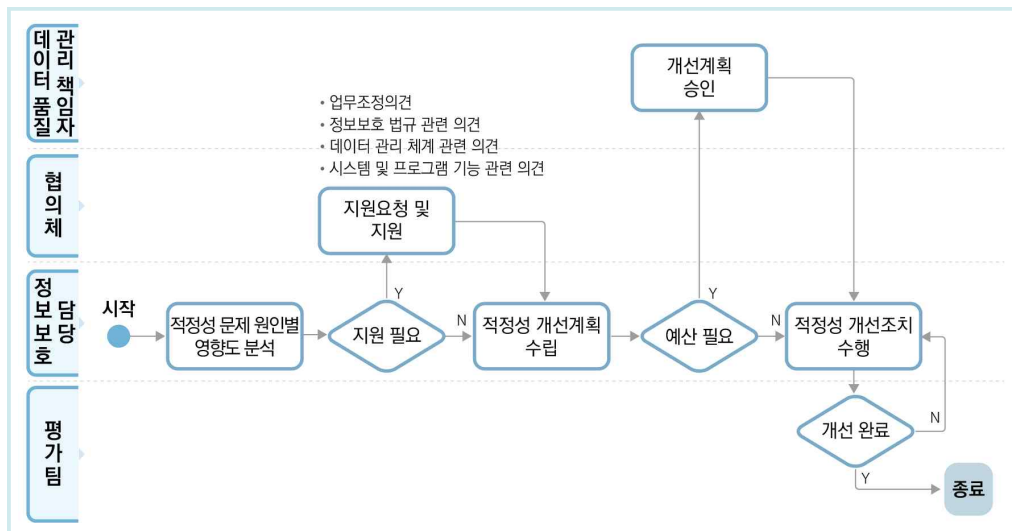 데이터 품질
관리 책임자
개선계획
승인
• 업무조정의견
• 정보보호 법규 관련 의견
• 데이터 관리 체계 관련 의견
• 시스템 및 프로그램 기능 관련 의견
협의체
지원요청 및
지원
정보보호
담당
시작
적정성 문제 원인별
영향도 분석
지원 필요
Y
N
적정성 개선계획
수립
예산 필요
Y
N
적정성 개선조치
수행
평가팀
개선 완료
N
Y
종료